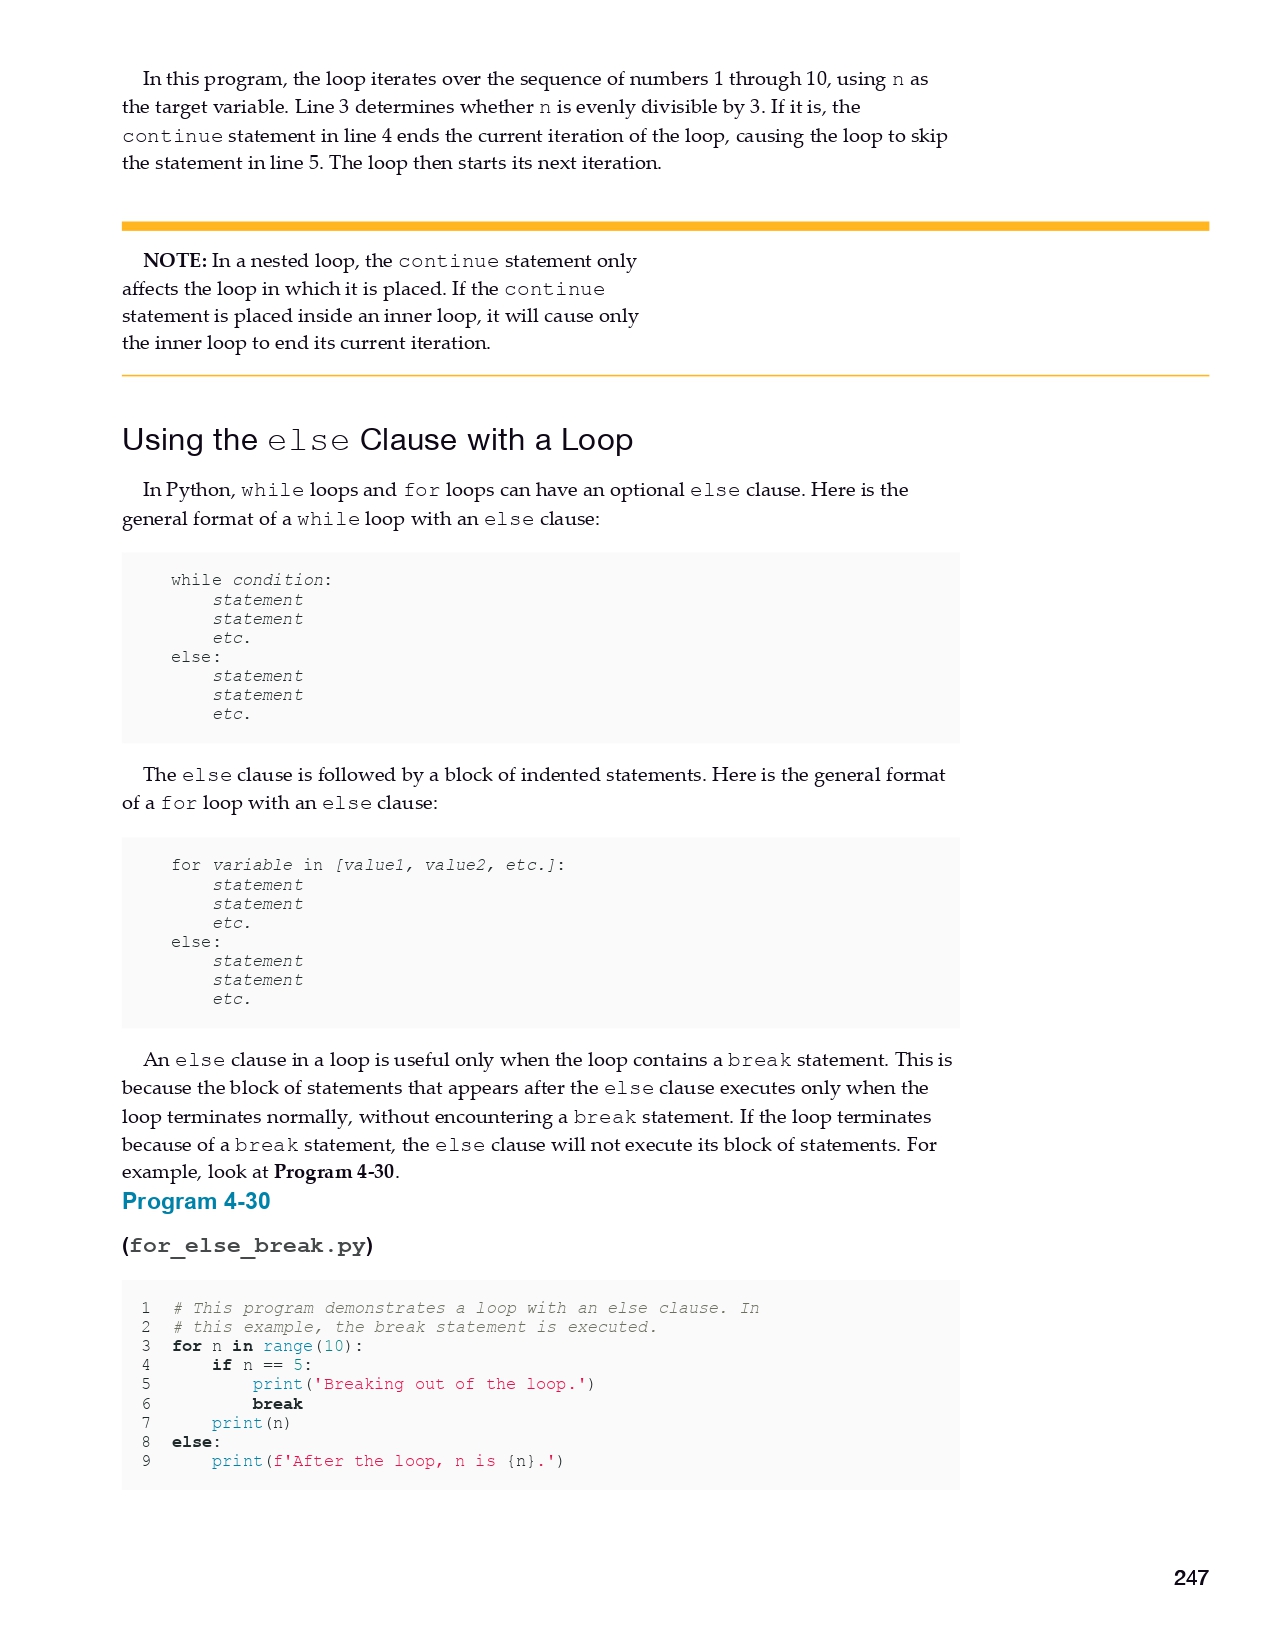 In this program, the loop iterates over the sequence of numbers 1 through 10, using n as
the target variable. Line 3 determines whether n is evenly divisible by 3. If it is, the
continue statement in line 4 ends the current iteration of the loop, causing the loop to skip
the statement in line 5. The loop then starts its next iteration.
NOTE: In a nested loop, the continue statement only
affects the loop in which it is placed. If the continue
statement is placed inside an inner loop, it will cause only
the inner loop to end its current iteration.
Using the else Clause with a Loop
In Python, while loops and for loops can have an optional else clause. Here is the
general format of a while loop with an else clause:
while condition:
    statement
    statement
    etc.
else:
    statement
    statement
    etc.
The else clause is followed by a block of indented statements. Here is the general format
of a for loop with an else clause:
for variable in [value1, value2, etc.]:
    statement
    statement
    etc.
else:
    statement
    statement
    etc.
An else clause in a loop is useful only when the loop contains a break statement. This is
because the block of statements that appears after the else clause executes only when the
loop terminates normally, without encountering a break statement. If the loop terminates
because of a break statement, the else clause will not execute its block of statements. For
example, look at Program 4-30.
Program 4-30
(for_else_break.py)
1  # This program demonstrates a loop with an else clause. In
2  # this example, the break statement is executed.
3  for n in range(10):
4      if n == 5:
5          print('Breaking out of the loop.')
6          break
7      print(n)
8  else:
9      print(f'After the loop, n is {n}.')
247